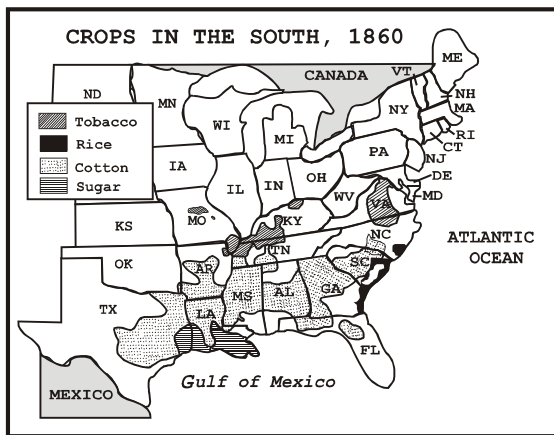 CROPS IN THE SOUTH, 1860
ME
CANADA
VT.
ND
MN
NH
MA
NY
WI
MI
RI
CT
Tobacco
Rice
Cotton
Sugar
PA
NJ
IA
OH
DE
IL
IN
WV
MD
VA
KS
MO
KY
NC
ATLANTIC
OCEAN
OK
TN
AR
SC
MS
AL
GA
TX
LA
FL
MEXICO
Gulf of Mexico